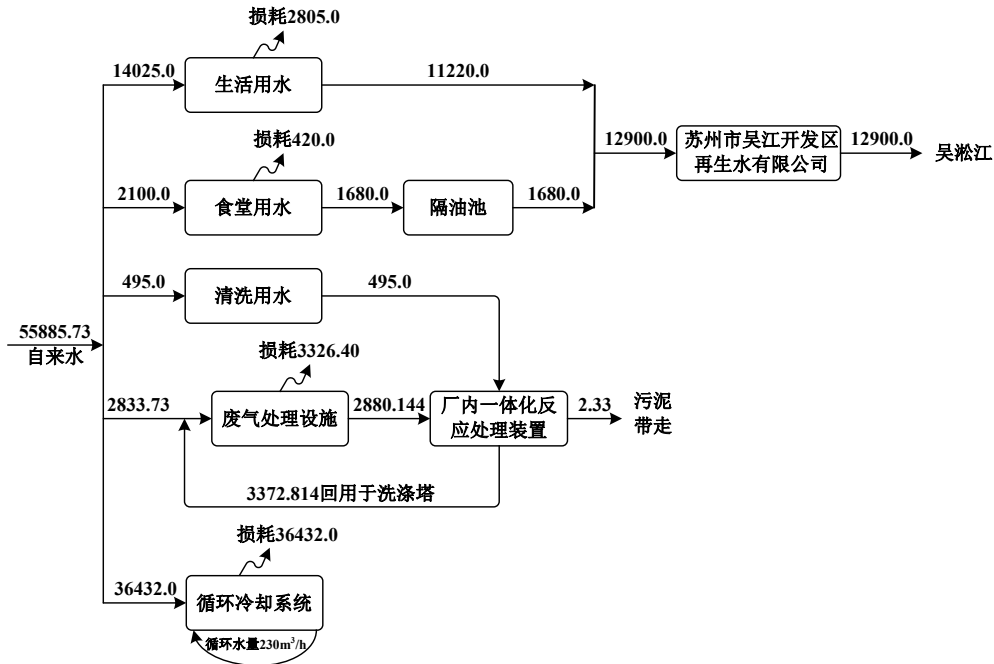 损耗2805.0
14025.0
生活用水
11220.0
损耗420.0
2100.0
食堂用水
1680.0
隔油池
1680.0
12900.0
苏州市吴江开发区
再生水有限公司
12900.0
吴淞江
495.0
清洗用水
495.0
55885.73
自来水
损耗3326.40
2833.73
废气处理设施
2880.144
厂内一体化反
应处理装置
2.33
污泥
带走
3372.814回用于洗涤塔
损耗36432.0
36432.0
循环冷却系统
循环水量230m³/h